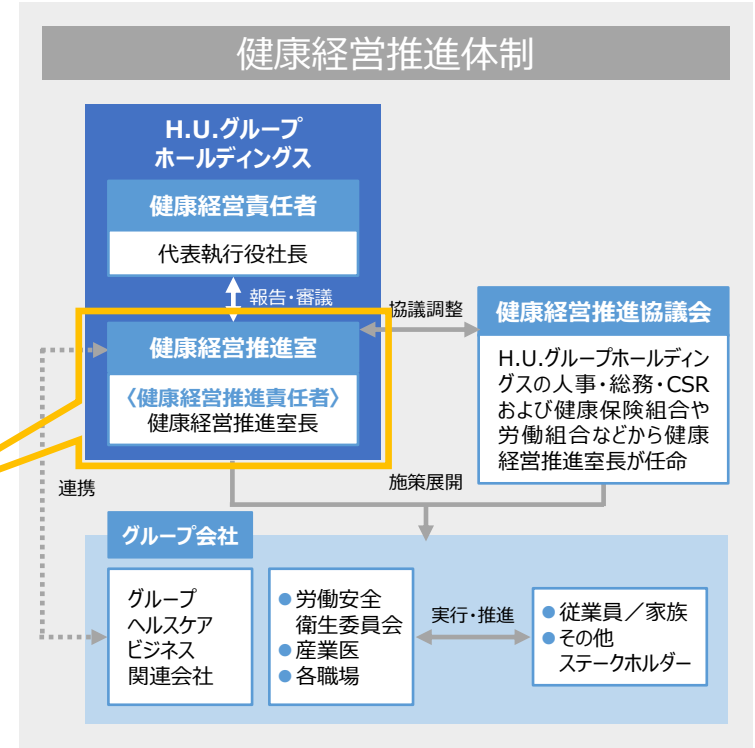 健康経営推進体制
H.U.グループ
ホールディングス
健康経営責任者
代表執行役社長
報告・審議
協議調整
健康経営推進室
〈健康経営推進責任者〉
健康経営推進室長
健康経営推進協議会
H.U.グループホールディン
グスの人事・総務・CSR
および健康保険組合や
労働組合などから健康
経営推進室長が任命
連携
施策展開
グループ会社
グループ
ヘルスケア
ビジネス
関連会社
●労働安全
衛生委員会
●産業医
●各職場
実行・推進
●従業員／家族
●その他
ステークホルダー